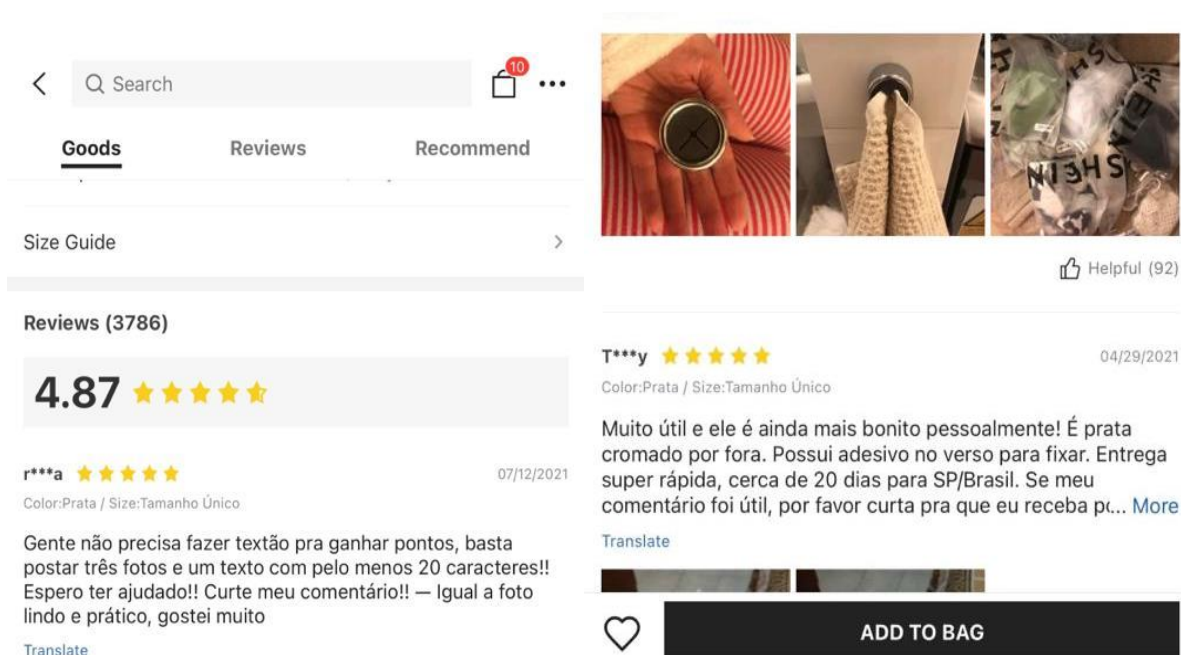 Search
10
Goods
Reviews
Recommend
Size Guide
Reviews (3786)
4.87
r***a
07/12/2021
Color:Prata / Size:Tamanho Único
Gente não precisa fazer textão pra ganhar pontos, basta
postar três fotos e um texto com pelo menos 20 caracteres!!
Espero ter ajudado!! Curte meu comentário!! — Igual a foto
lindo e prático, gostei muito
Translate
SHEIN
SHEIN
Helpful (92)
T***y
04/29/2021
Color:Prata / Size:Tamanho Único
Muito útil e ele é ainda mais bonito pessoalmente! É prata
cromado por fora. Possui adesivo no verso para fixar. Entrega
super rápida, cerca de 20 dias para SP/Brasil. Se meu
comentário foi útil, por favor curta pra que eu receba ... More
Translate
ADD TO BAG